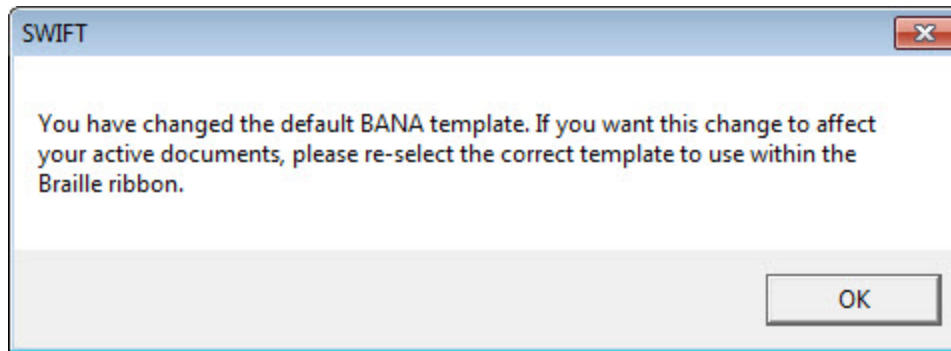 SWIFT
You have changed the default BANA template. If you want this change to affect
your active documents, please re-select the correct template to use within the
Braille ribbon.
OK